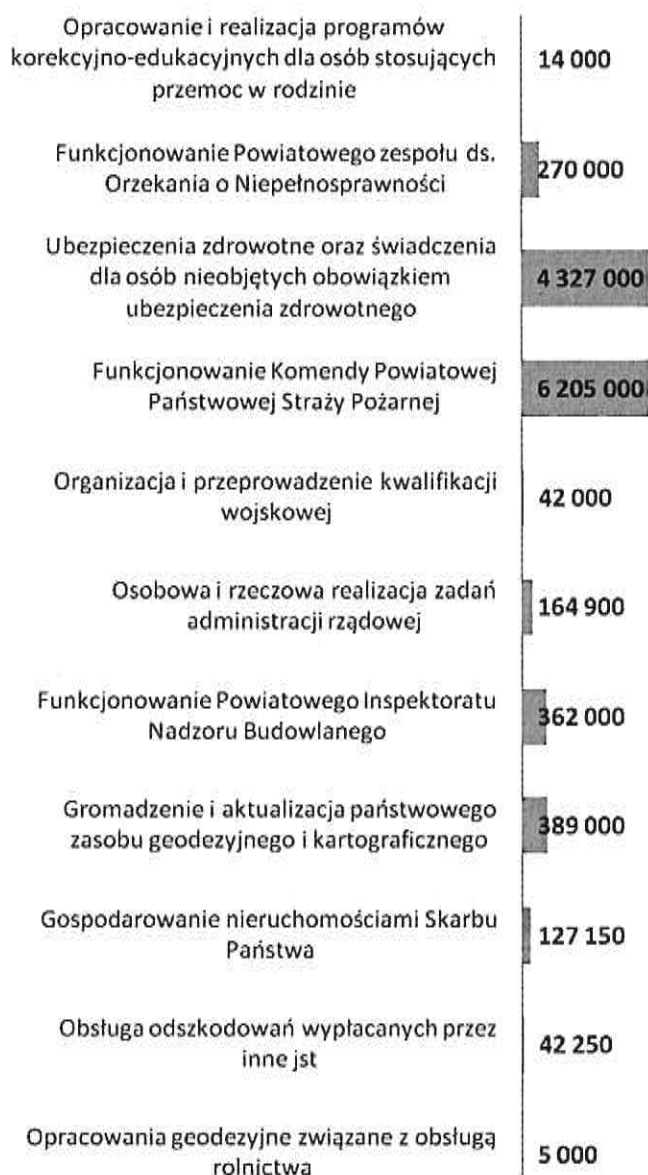 Opracowanie i realizacja programów
korekcyjno-edukacyjnych dla osób stosujących
przemoc w rodzinie
14 000
Funkcjonowanie Powiatowego zespołu ds.
Orzekania o Niepełnosprawności
270 000
Ubezpieczenia zdrowotne oraz świadczenia
dla osób nieobjętych obowiązkiem
ubezpieczenia zdrowotnego
4 327 000
Funkcjonowanie Komendy Powiatowej
Państwowej Straży Pożarnej
6 205 000
Organizacja i przeprowadzenie kwalifikacji
wojskowej
42 000
Osobowa i rzeczowa realizacja zadań
administracji rządowej
164 900
Funkcjonowanie Powiatowego Inspektoratu
Nadzoru Budowlanego
362 000
Gromadzenie i aktualizacja państwowego
zasobu geodezyjnego i kartograficznego
389 000
Gospodarowanie nieruchomościami Skarbu
Państwa
127 150
Obsługa odszkodowań wypłacanych przez
inne jst
42 250
Opracowania geodezyjne związane z obsługą
rolnictwa
5 000